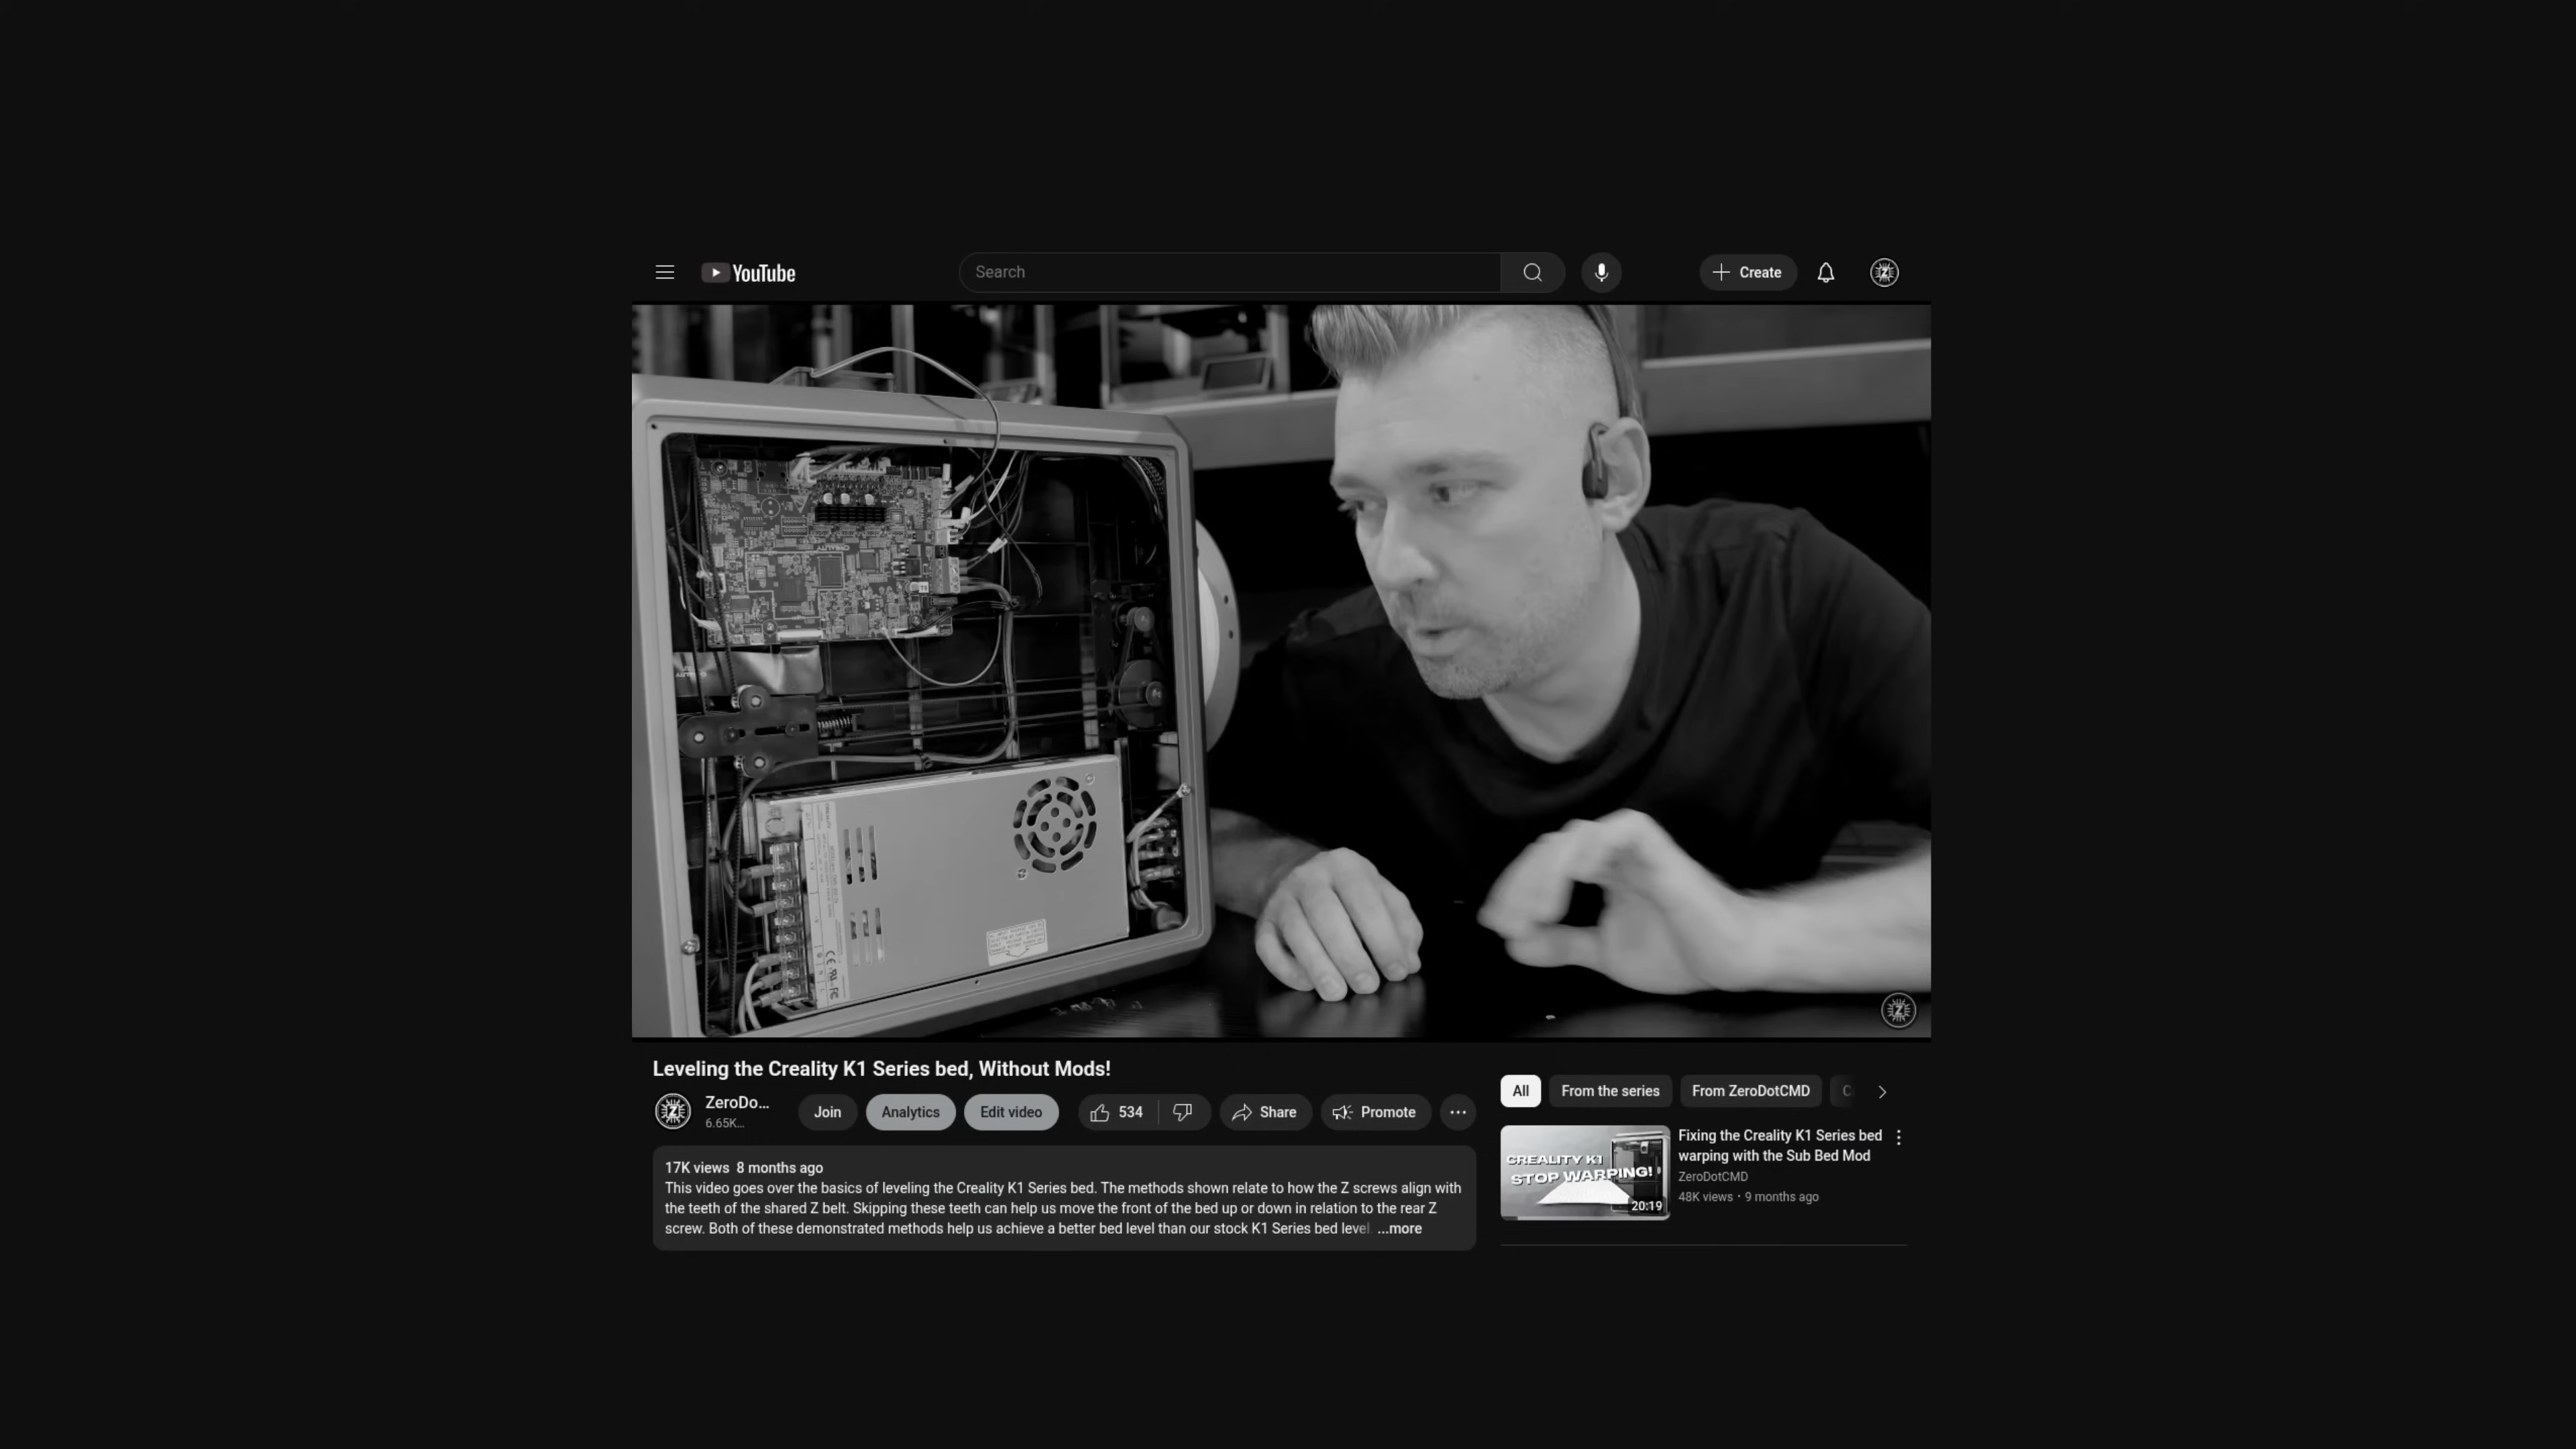 YouTube
Search
Create
CREALITY
Leveling the Creality K1 Series bed, Without Mods!
ZeroDo...
6.65K...
Join
Analytics
Edit video
534
Share
Promote
17K views 8 months ago
This video goes over the basics of leveling the Creality K1 Series bed. The methods shown relate to how the Z screws align with
the teeth of the shared Z belt. Skipping these teeth can help us move the front of the bed up or down in relation to the rear Z
screw. Both of these demonstrated methods help us achieve a better bed level than our stock K1 Series bed level ...more
All
From the series
From ZeroDotCMD
CREALITY K1
STOP WARPING!
20:19
Fixing the Creality K1 Series bed
warping with the Sub Bed Mod
ZeroDotCMD
48K views • 9 months ago